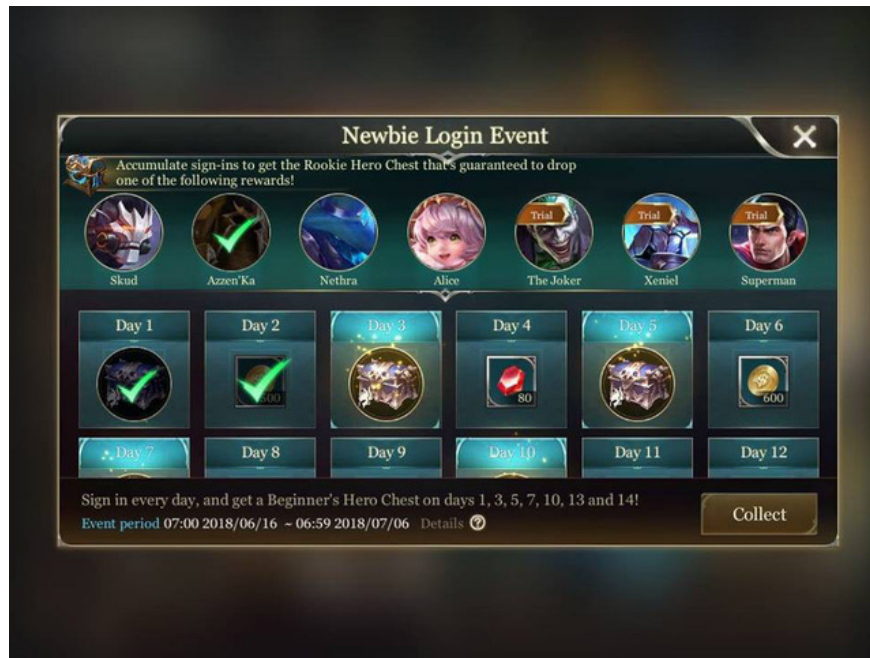 Newbie Login Event
Accumulate sign-ins to get the Rookie Hero Chest that's guaranteed to drop
one of the following rewards!
Trial
Trial
Trial
Skud
Azzen'Ka
Nethra
Alice
The Joker
Xeniel
Superman
Day 1
Day 2
Day 3
Day 4
Day 5
Day 6
80
600
Day 7
Day 8
Day 9
Day 10
Day 11
Day 12
Sign in every day, and get a Beginner's Hero Chest on days 1, 3, 5, 7, 10, 13 and 14!
Event period 07:00 2018/06/16 ~ 06:59 2018/07/06 Details ?
Collect